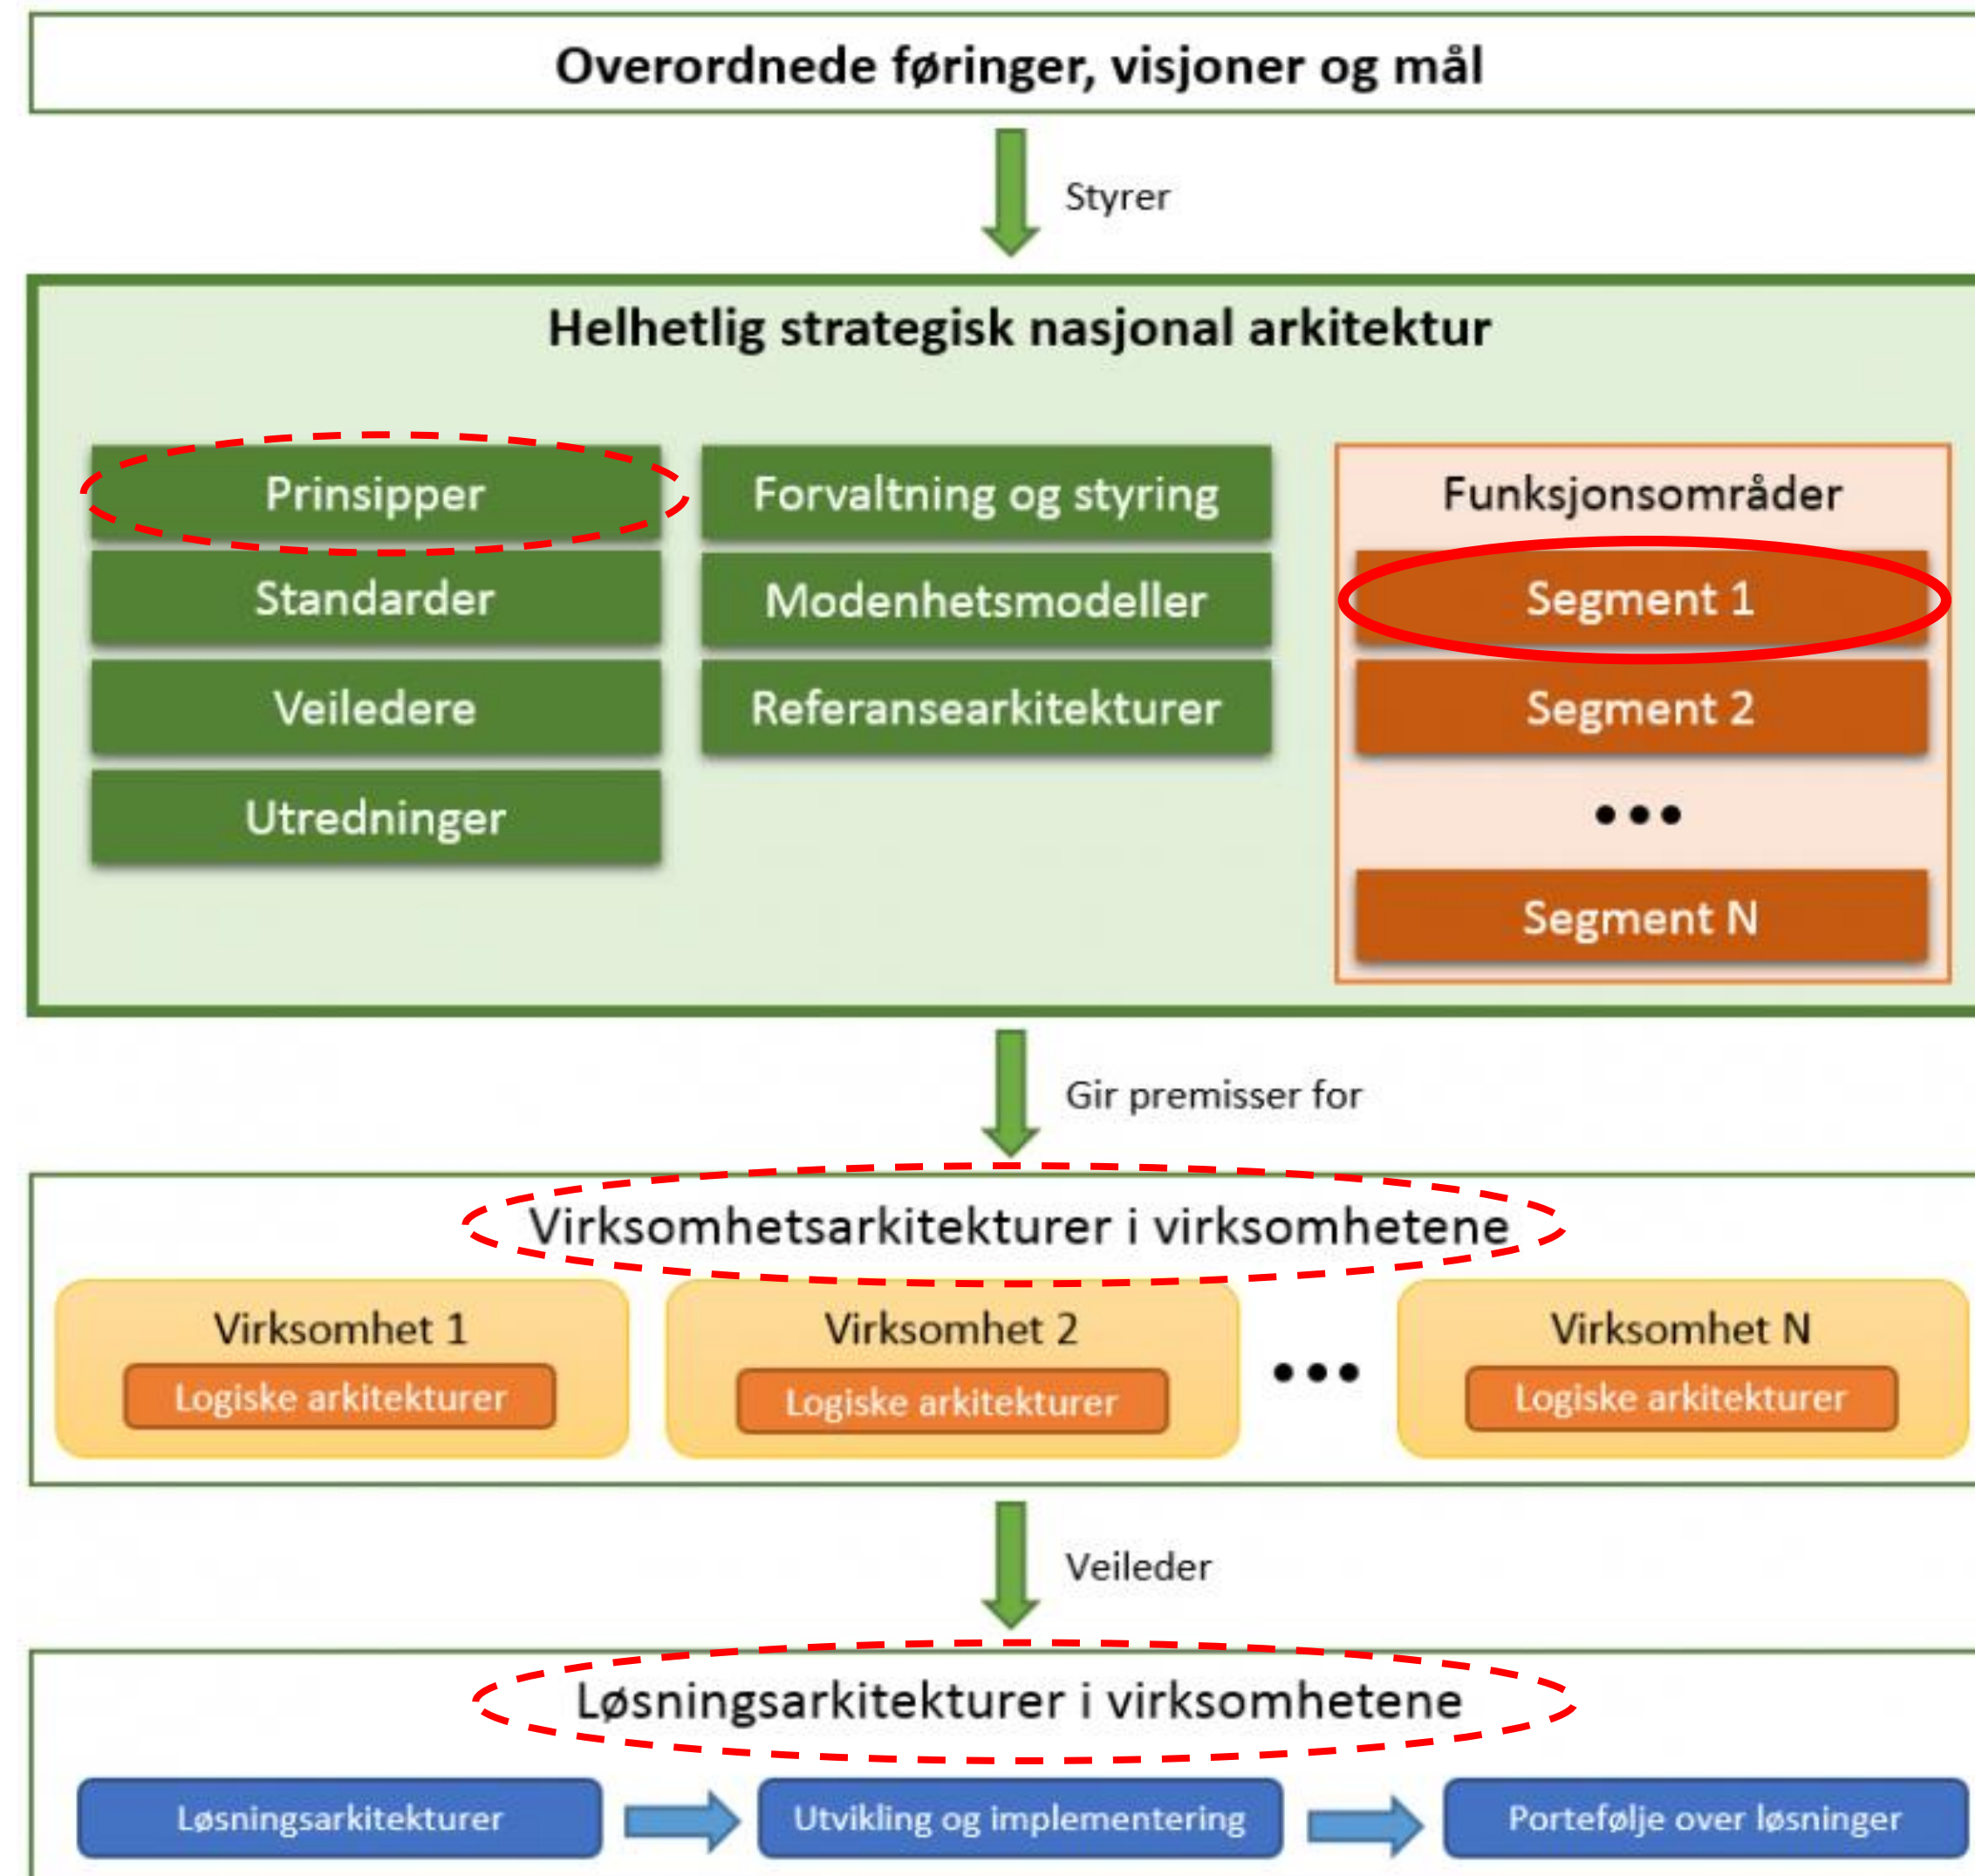 Overordnede føringer, visjoner og mål
Styrer
Helhetlig strategisk nasjonal arkitektur
Prinsipper
Standarder
Veiledere
Utredninger
Forvaltning og styring
Modenhetsmodeller
Referansearkitekturer
Funksjonsområder
Segment 1
Segment 2
•••
Segment N
Gir premisser for
Virksomhetsarkitekturer i virksomhetene
Virksomhet 1
Logiske arkitekturer
Virksomhet 2
Logiske arkitekturer
•••
Virksomhet N
Logiske arkitekturer
Veileder
Løsningsarkitekturer i virksomhetene
Løsningsarkitekturer
Utvikling og implementering
Portefølje over løsninger